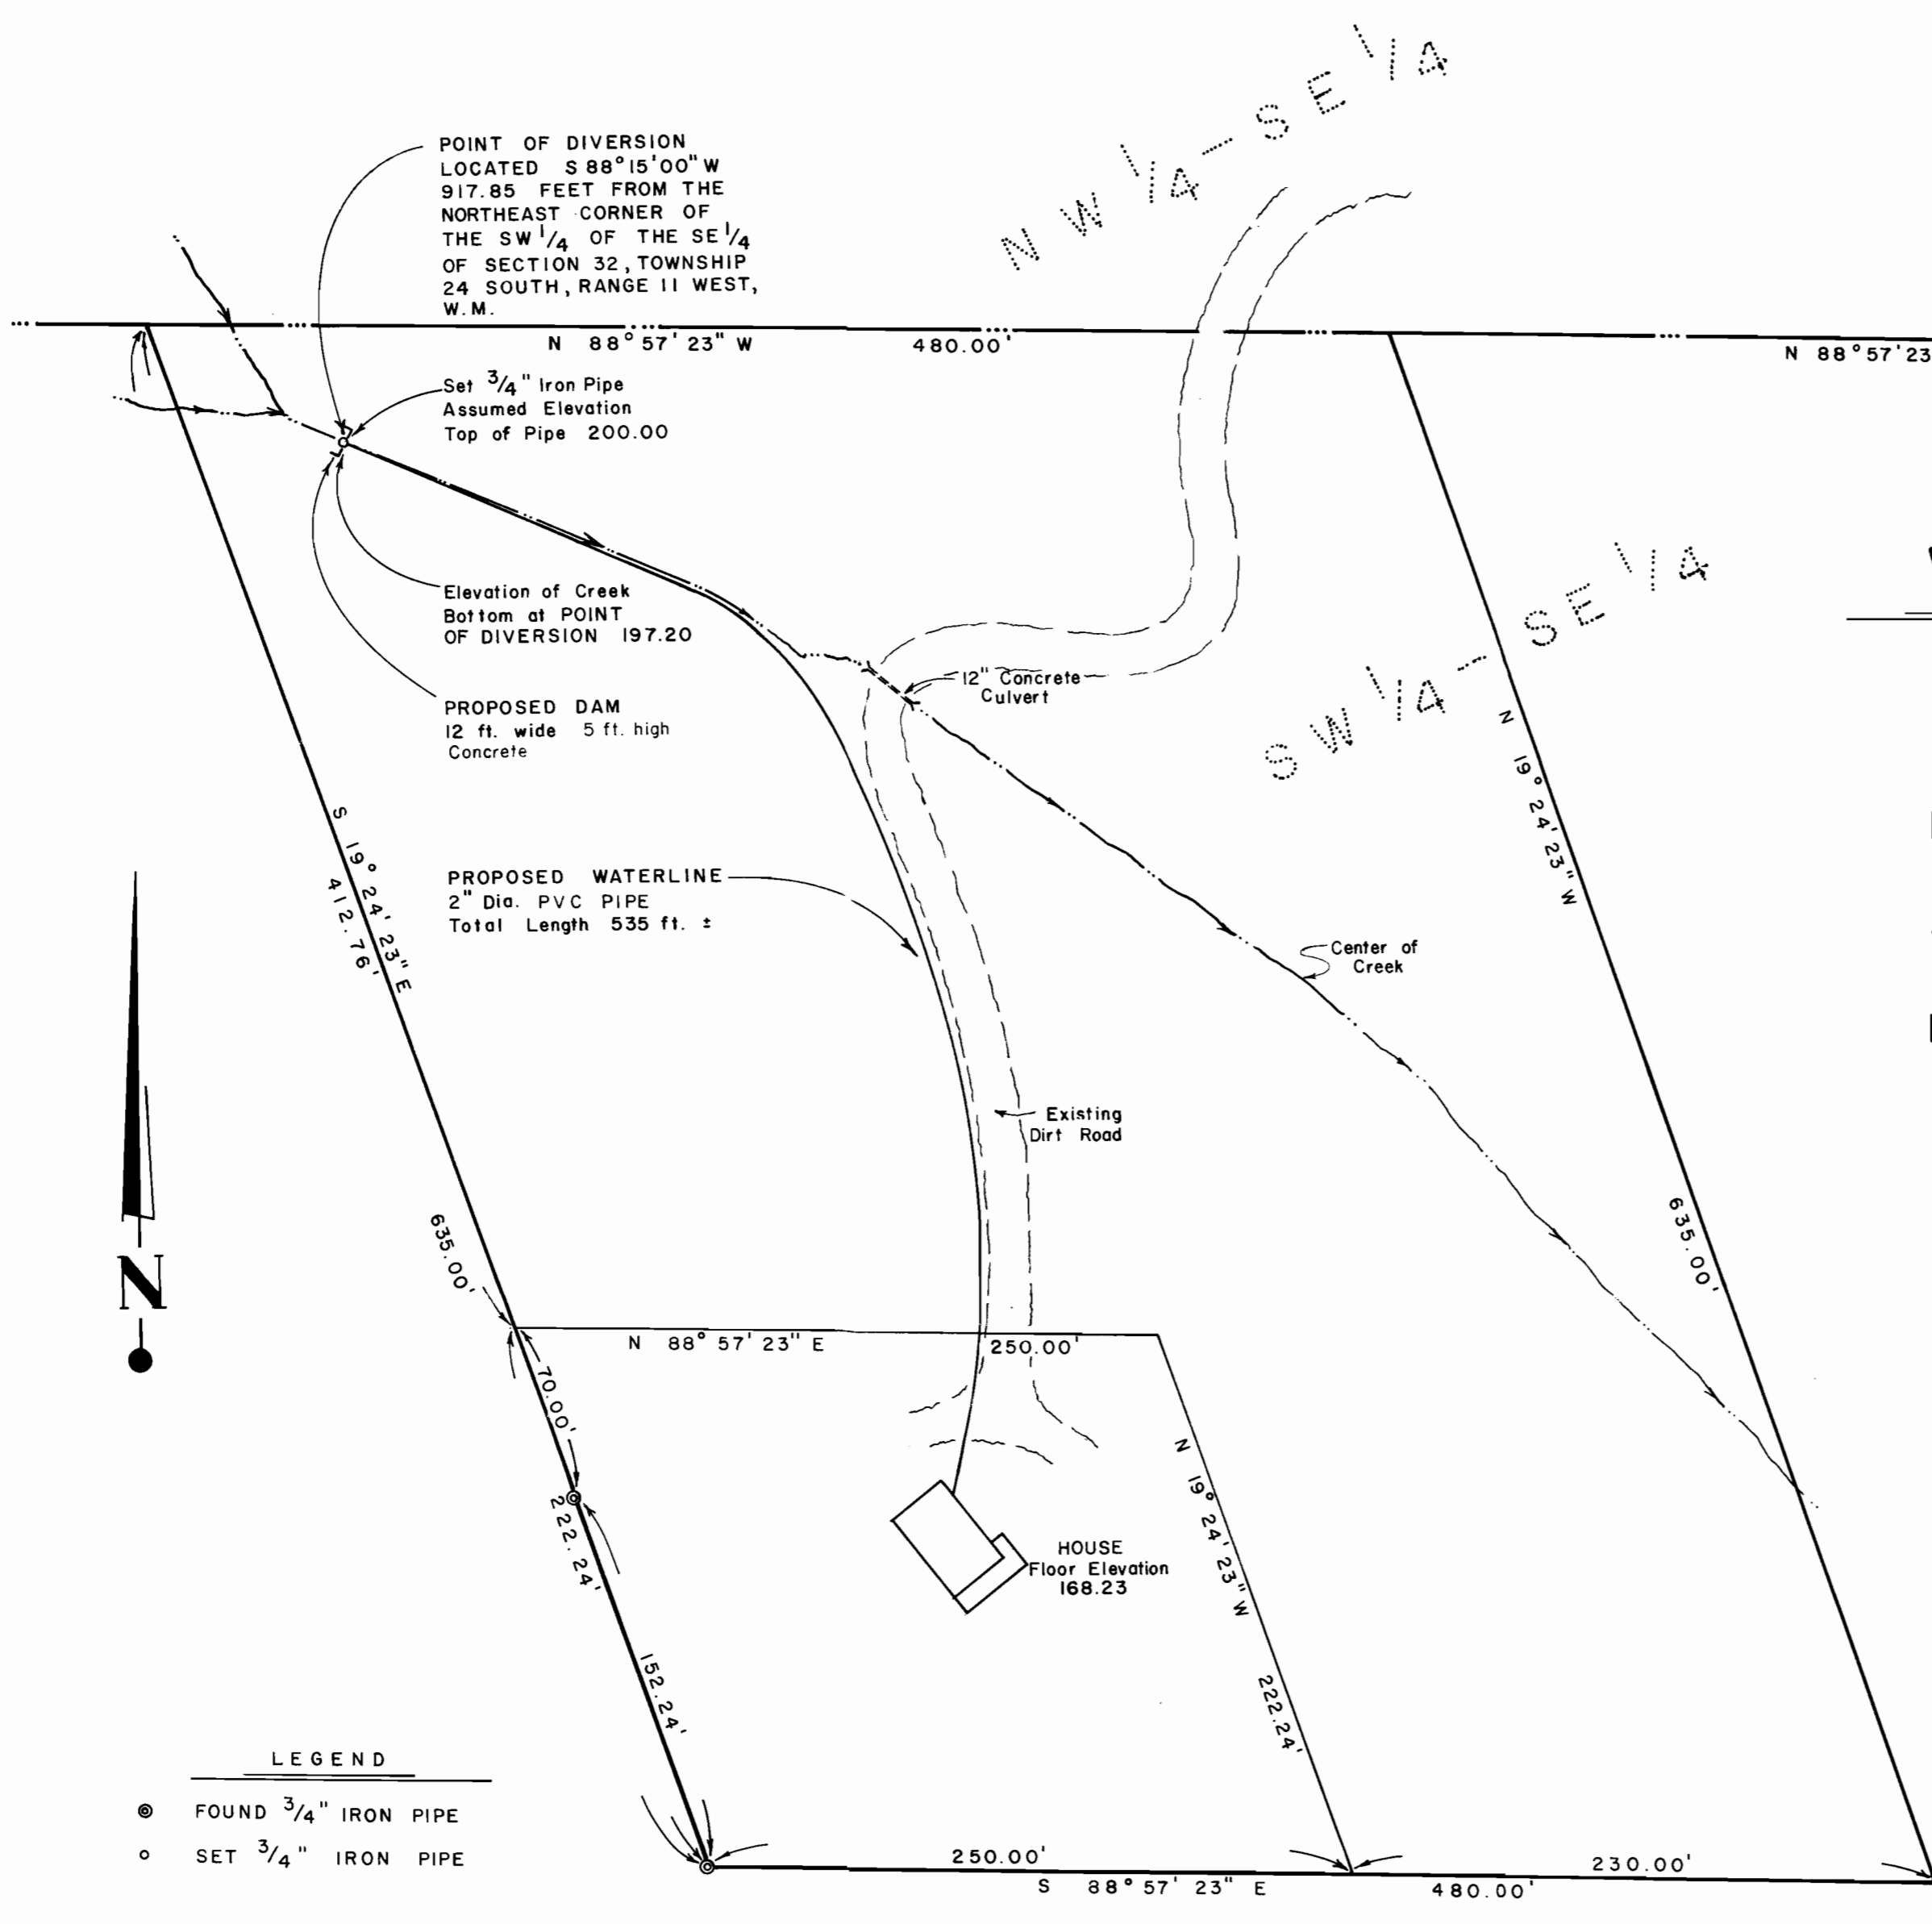 NW 1/4 - SE 1/4
POINT OF DIVERSION
LOCATED S 88°15'00" W
917.85 FEET FROM THE
NORTHEAST CORNER OF
THE SW 1/4 OF THE SE 1/4
OF SECTION 32, TOWNSHIP
24 SOUTH, RANGE 11 WEST,
W.M.
N 88°57'23" W 480.00'
N 88°57'23
Set 3/4" Iron Pipe
Assumed Elevation
Top of Pipe 200.00
Elevation of Creek
Bottom at POINT
OF DIVERSION 197.20
SW 1/4 - SE 1/4
12" Concrete
Culvert
PROPOSED DAM
12 ft. wide 5 ft. high
Concrete
N 19°24'23" W
S 19°24'23" E
412.76'
PROPOSED WATERLINE
2" Dia. PVC PIPE
Total Length 535 ft. ±
Center of
Creek
Existing
Dirt Road
635.00'
635.00'
N
N 88°57'23" E 250.00'
70.00'
222.24'
N 19°24'23" W
222.24'
HOUSE
Floor Elevation
168.23
152.24'
LEGEND
FOUND 3/4" IRON PIPE
SET 3/4" IRON PIPE
250.00'
230.00'
S 88°57'23" E 480.00'